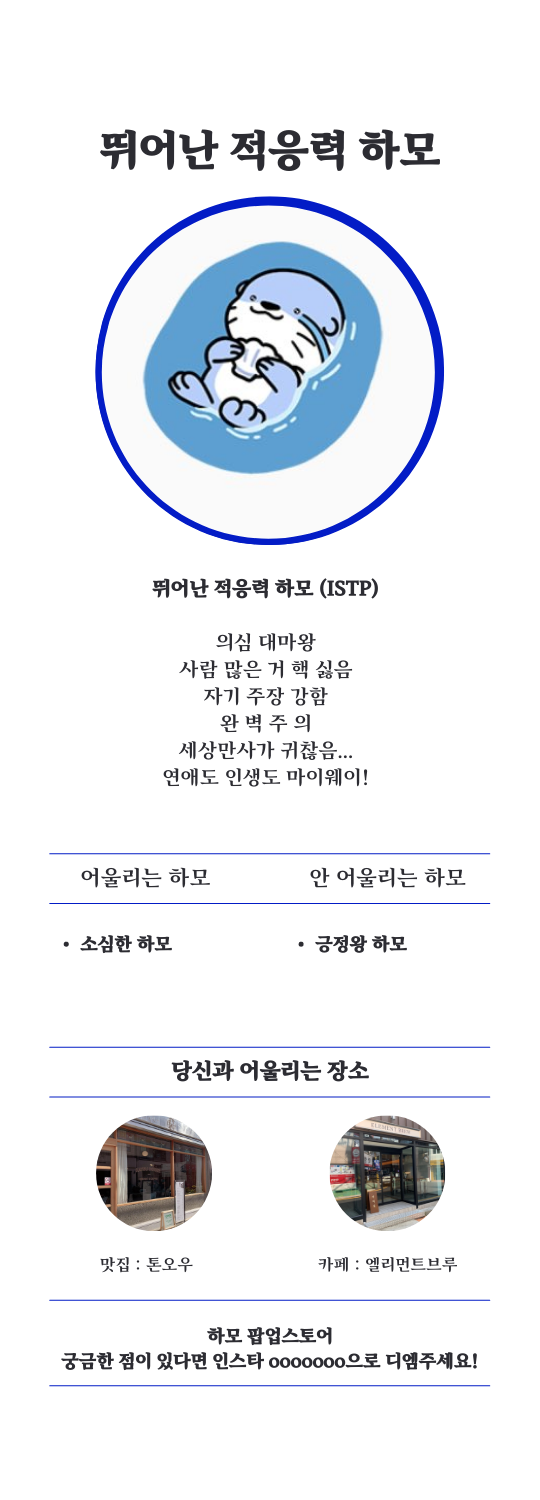 뛰어난 적응력 하모
뛰어난 적응력 하모 (ISTP)
의심 대마왕
사람 많은 거 핵 싫음
자기 주장 강함
완 벽 주 의
세상만사가 귀찮음...
연애도 인생도 마이웨이!
어울리는 하모
안 어울리는 하모
• 소심한 하모
• 긍정왕 하모
당신과 어울리는 장소
맛집 : 톤오우
카페 : 엘리먼트브루
하모 팝업스토어
궁금한 점이 있다면 인스타 ooooooo으로 디엠주세요!